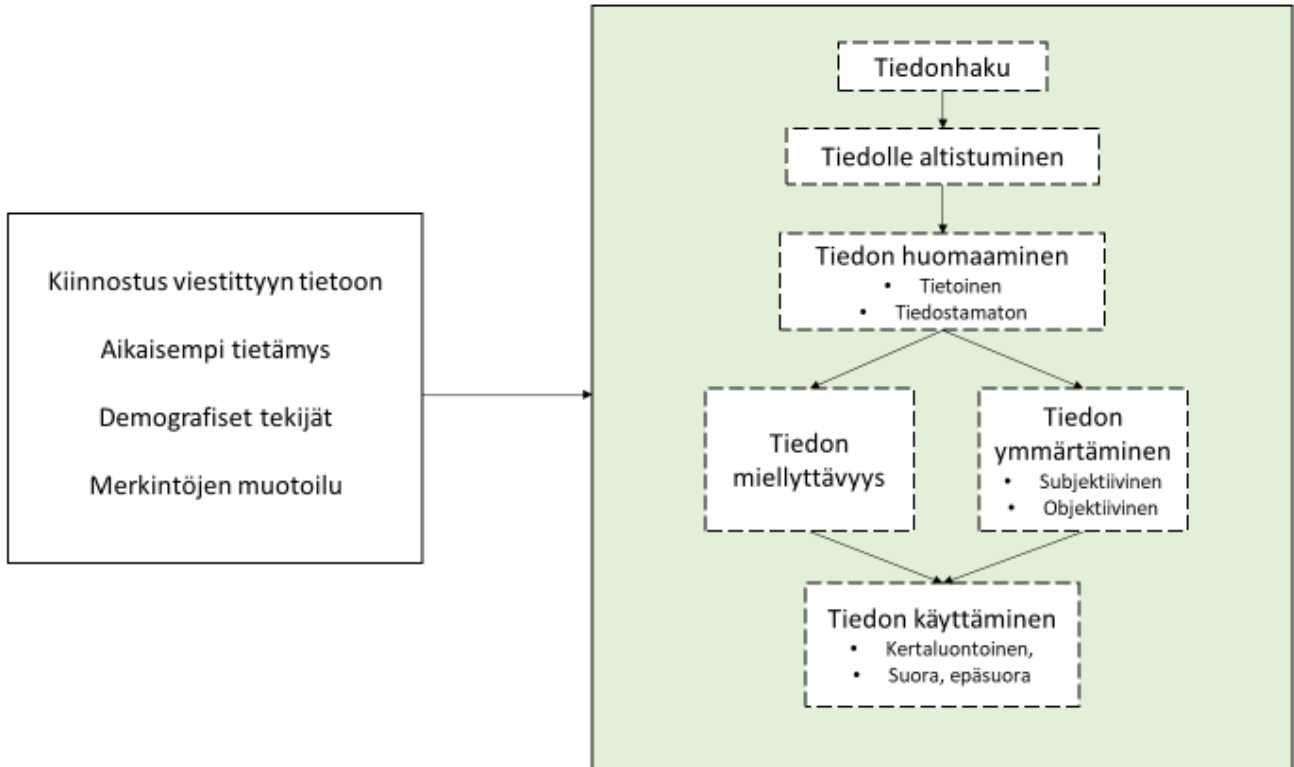 Kiinnostus viestittyyn tietoon
Aikaisempi tietämys
Demografiset tekijät
Merkintöjen muotoilu
Tiedonhaku
Tiedolle altistuminen
Tiedon huomaaminen
• Tietoinen
• Tiedostamaton
Tiedon
miellyttävyys
Tiedon
ymmärtäminen
• Subjektiivinen
• Objektiivinen
Tiedon käyttäminen
• Kertaluontoinen,
• Suora, epäsuora